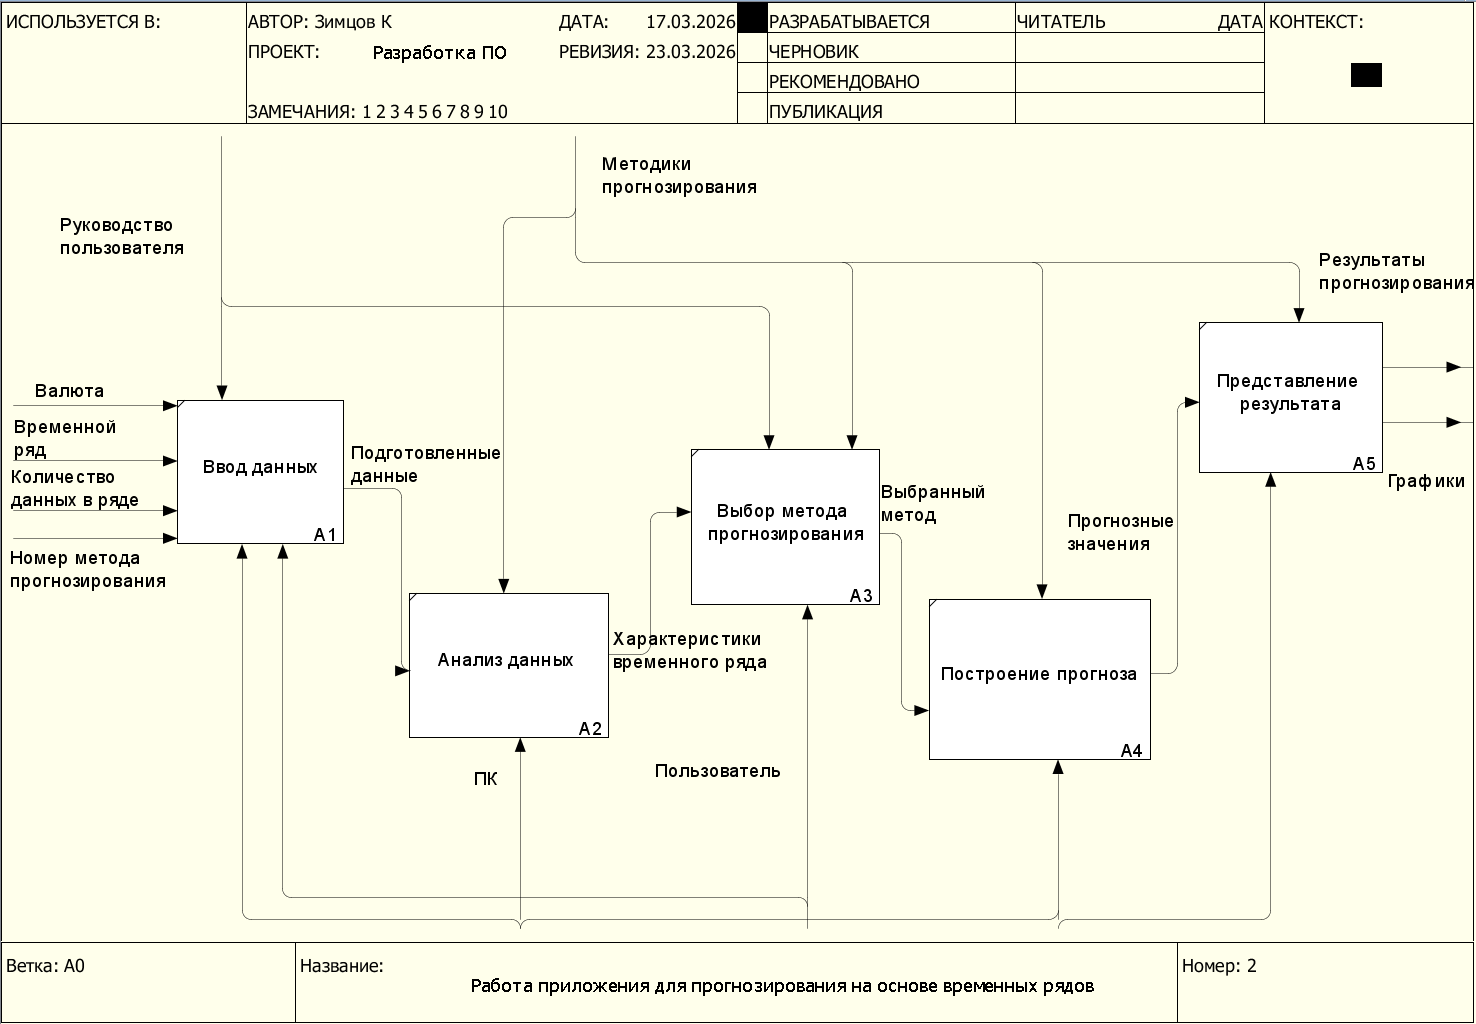 ИСПОЛЬЗУЕТСЯ В:
АВТОР: Зимцов К
ДАТА: 17.03.2026
ПРОЕКТ: Разработка ПО
РЕВИЗИЯ: 23.03.2026
ЗАМЕЧАНИЯ: 1 2 3 4 5 6 7 8 9 10
РАЗРАБАТЫВАЕТСЯ
ЧЕРНОВИК
РЕКОМЕНДОВАНО
ПУБЛИКАЦИЯ
ЧИТАТЕЛЬ
ДАТА
КОНТЕКСТ:
Методики
прогнозирования
Руководство
пользователя
Результаты
прогнозирования
Валюта
Временной
ряд
Количество
данных в ряде
Номер метода
прогнозирования
Ввод данных
A1
Подготовленные
данные
Анализ данных
A2
Характеристики
временного ряда
Выбор метода
прогнозирования
A3
Выбранный
метод
Построение прогноза
A4
Прогнозные
значения
Представление
результата
A5
Графики
ПК
Пользователь
Ветка: A0
Название:
Работа приложения для прогнозирования на основе временных рядов
Номер: 2